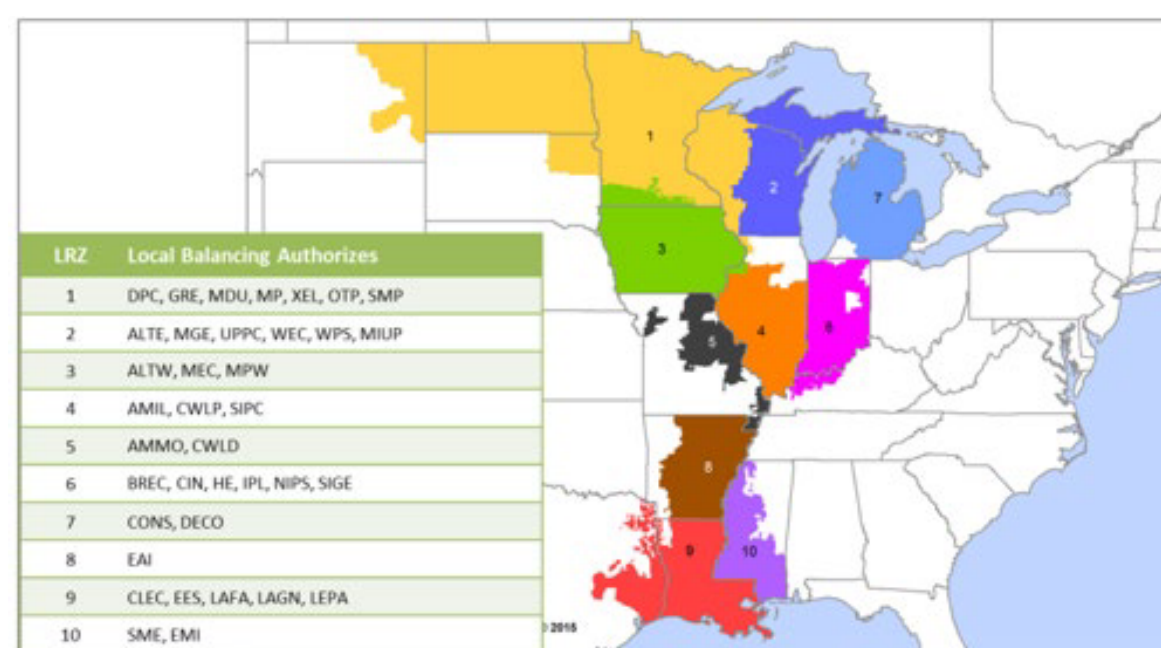 1
2
7
3
4
6
5
8
9
10
LRZ Local Balancing Authorizes
1 DPC, GRE, MDU, MP, XEL, OTP, SMP
2 ALTE, MGE, UPPC, WEC, WPS, MIUP
3 ALTW, MEC, MPW
4 AMIL, CWLP, SIPC
5 AMMO, CWLD
6 BREC, CIN, HE, IPL, NIPS, SIGE
7 CONS, DECO
8 EAI
9 CLEC, EES, LAFA, LAGN, LEPA
10 SME, EMI
2015